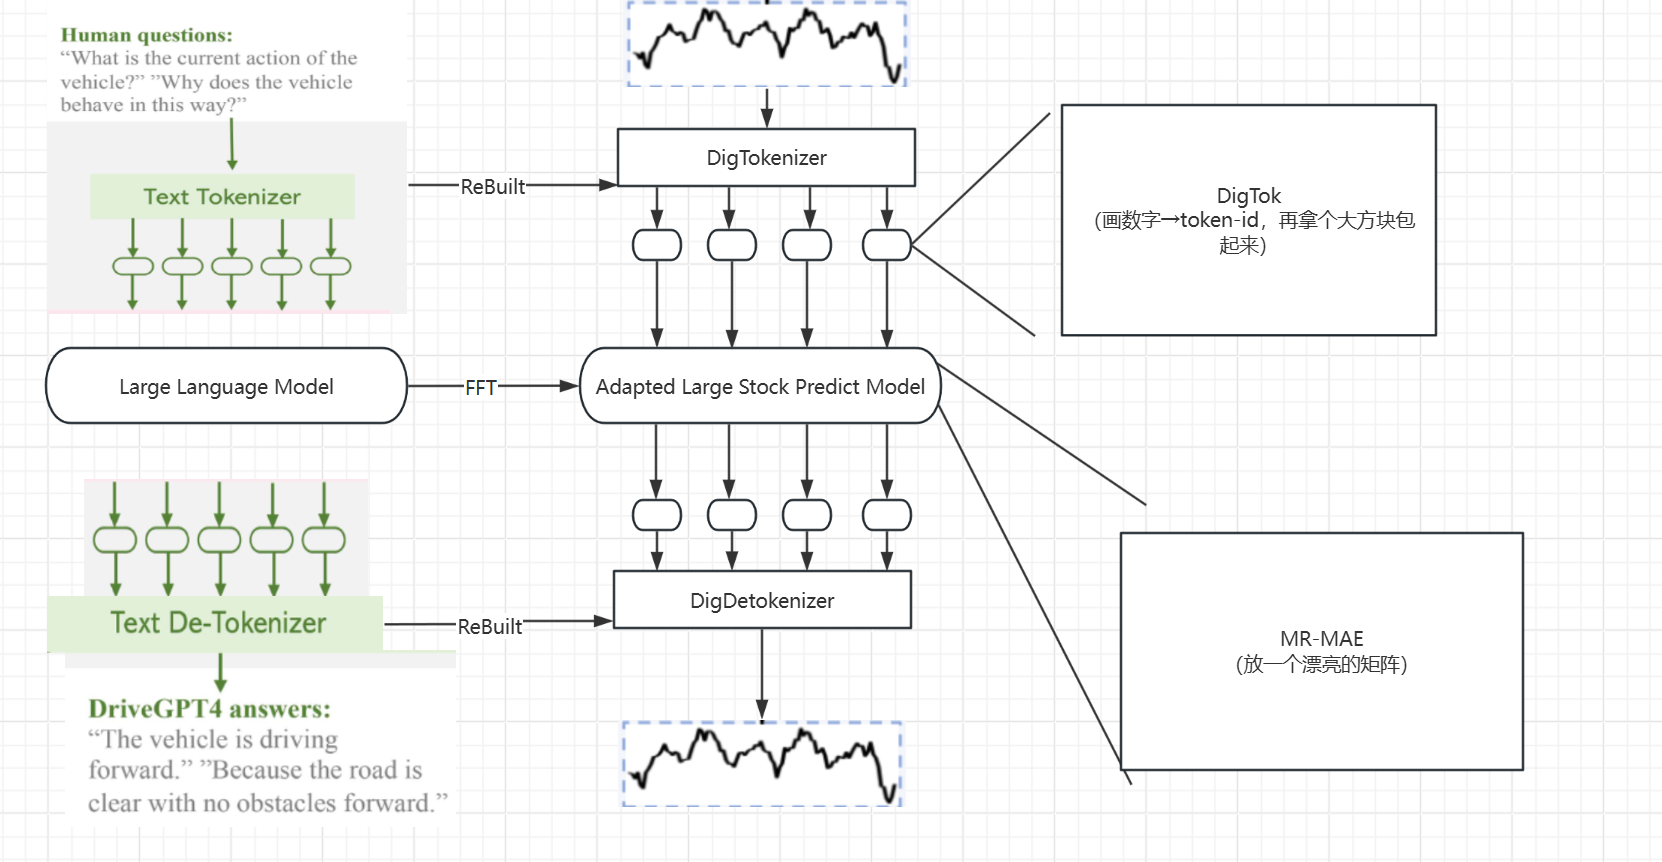 Human questions:
“What is the current action of the
vehicle?” ”Why does the vehicle
behave in this way?”
Text Tokenizer
ReBuilt
DigTokenizer
DigTok
(画数字→token-id，再拿个大方块包
起来)
Large Language Model
FFT
Adapted Large Stock Predict Model
Text De-Tokenizer
ReBuilt
DigDetokenizer
MR-MAE
(放一个漂亮的矩阵)
DriveGPT4 answers:
“The vehicle is driving
forward.” ”Because the road is
clear with no obstacles forward.”